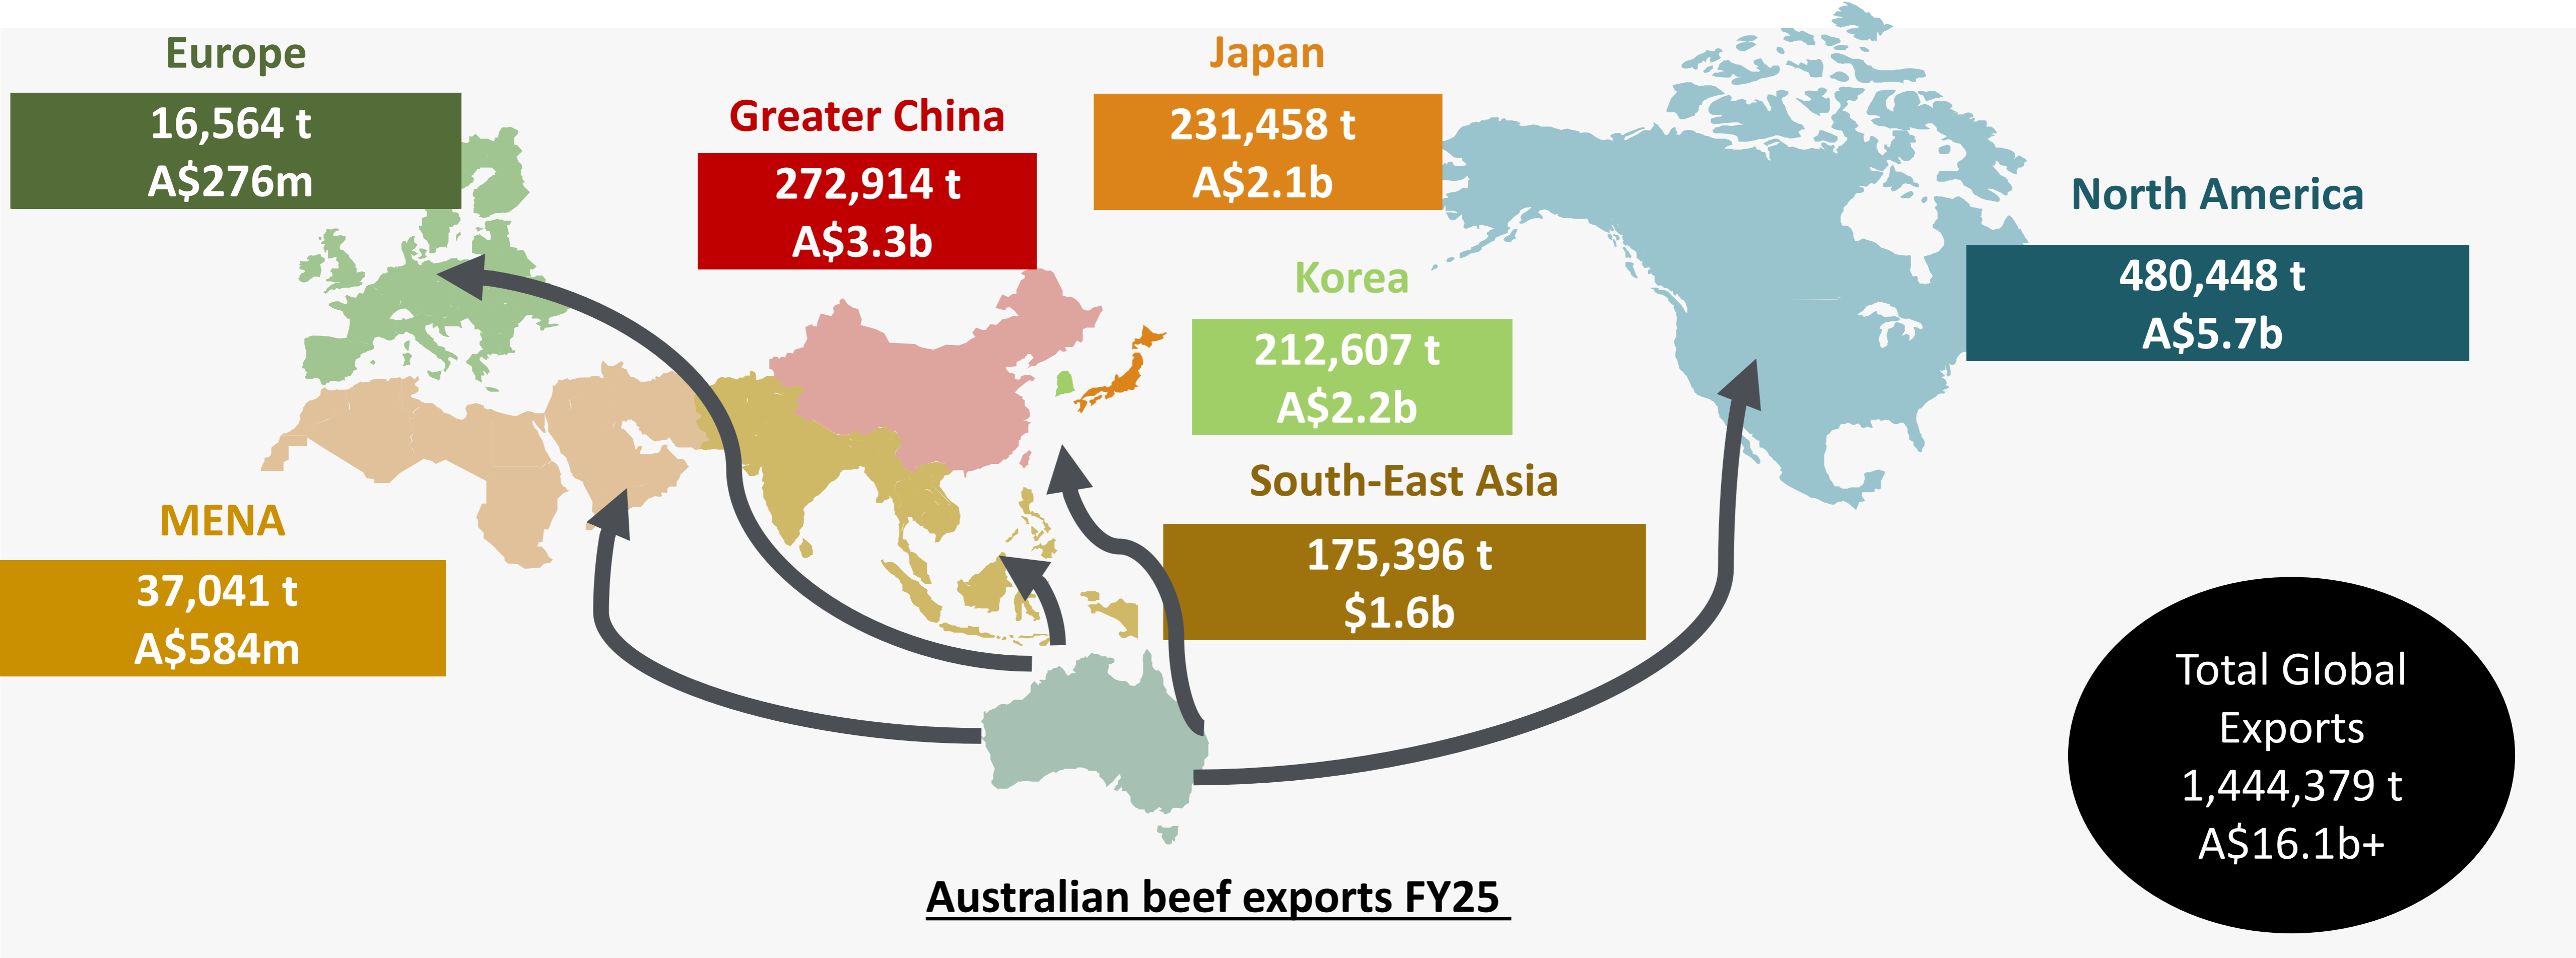 Europe
16,564 t
A$276m
Greater China
272,914 t
A$3.3b
Japan
231,458 t
A$2.1b
North America
480,448 t
A$5.7b
Korea
212,607 t
A$2.2b
South-East Asia
175,396 t
$1.6b
MENA
37,041 t
A$584m
Total Global
Exports
1,444,379 t
A$16.1b+
Australian beef exports FY25